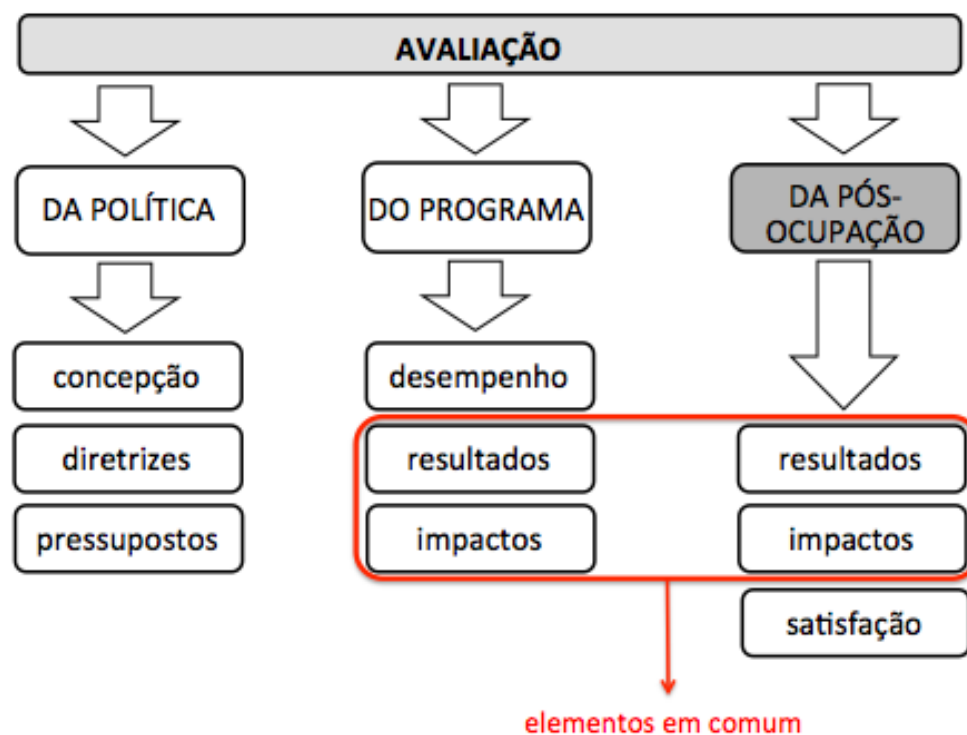 AVALIAÇÃO
DA POLÍTICA
DO PROGRAMA
DA PÓS-
OCUPAÇÃO
concepção
desempenho
diretrizes
resultados
resultados
pressupostos
impactos
impactos
satisfação
elementos em comum